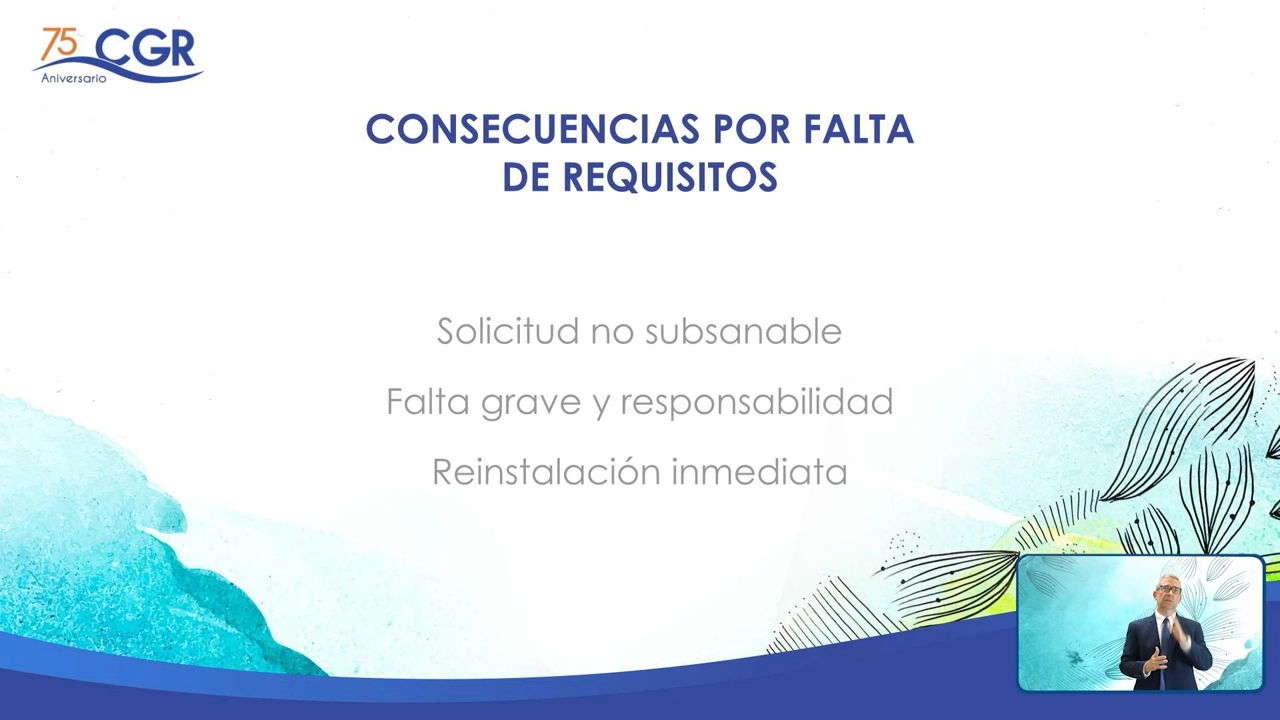 75 CGR
Aniversario
CONSECUENCIAS POR FALTA
DE REQUISITOS
Solicitud no subsanable
Falta grave y responsabilidad
Reinstalación inmediata